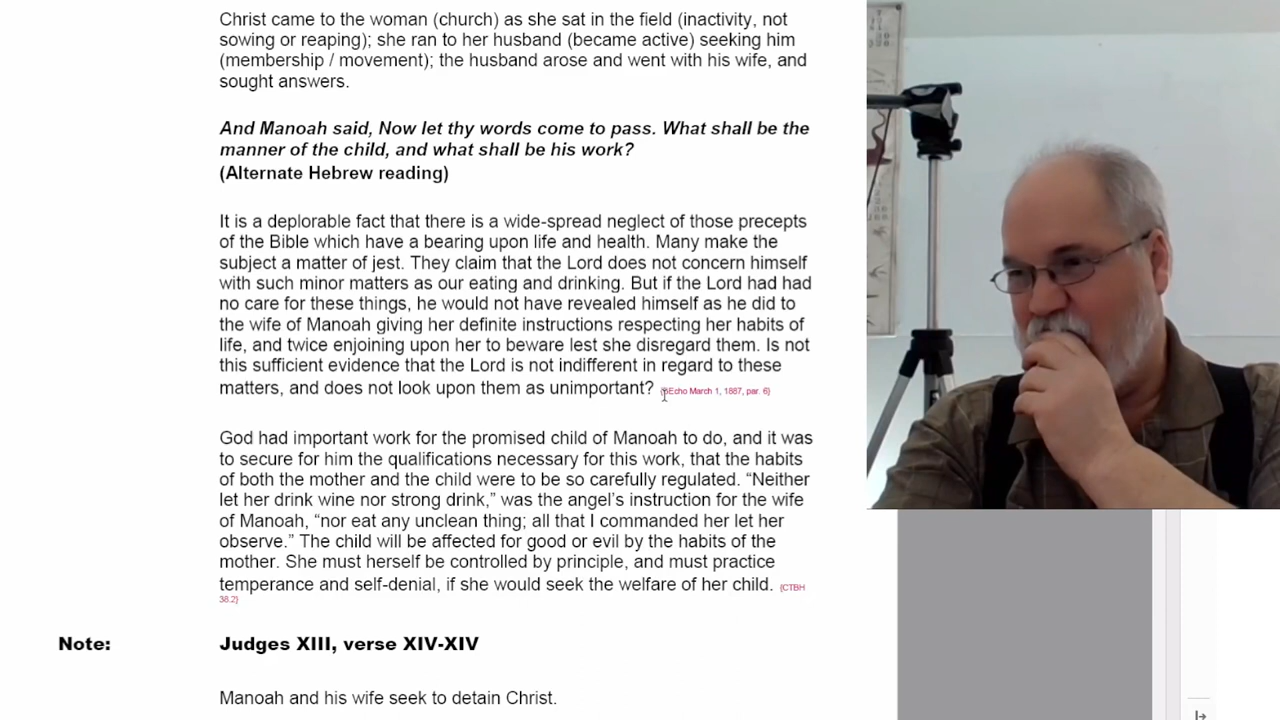 Christ came to the woman (church) as she sat in the field (inactivity, not
sowing or reaping); she ran to her husband (became active) seeking him
(membership / movement); the husband arose and went with his wife, and
sought answers.
And Manoah said, Now let thy words come to pass. What shall be the
manner of the child, and what shall be his work?
(Alternate Hebrew reading)
It is a deplorable fact that there is a wide-spread neglect of those precepts
of the Bible which have a bearing upon life and health. Many make the
subject a matter of jest. They claim that the Lord does not concern himself
with such minor matters as our eating and drinking. But if the Lord had had
no care for these things, he would not have revealed himself as he did to
the wife of Manoah giving her definite instructions respecting her habits of
life, and twice enjoining upon her to beware lest she disregard them. Is not
this sufficient evidence that the Lord is not indifferent in regard to these
matters, and does not look upon them as unimportant? Echo March 1, 1887, par. 6}
God had important work for the promised child of Manoah to do, and it was
to secure for him the qualifications necessary for this work, that the habits
of both the mother and the child were to be so carefully regulated. “Neither
let her drink wine nor strong drink,” was the angel’s instruction for the wife
of Manoah, “nor eat any unclean thing; all that I commanded her let her
observe.” The child will be affected for good or evil by the habits of the
mother. She must herself be controlled by principle, and must practice
temperance and self-denial, if she would seek the welfare of her child. {CTBH
38.2}
Note: Judges XIII, verse XIV-XIV
Manoah and his wife seek to detain Christ.